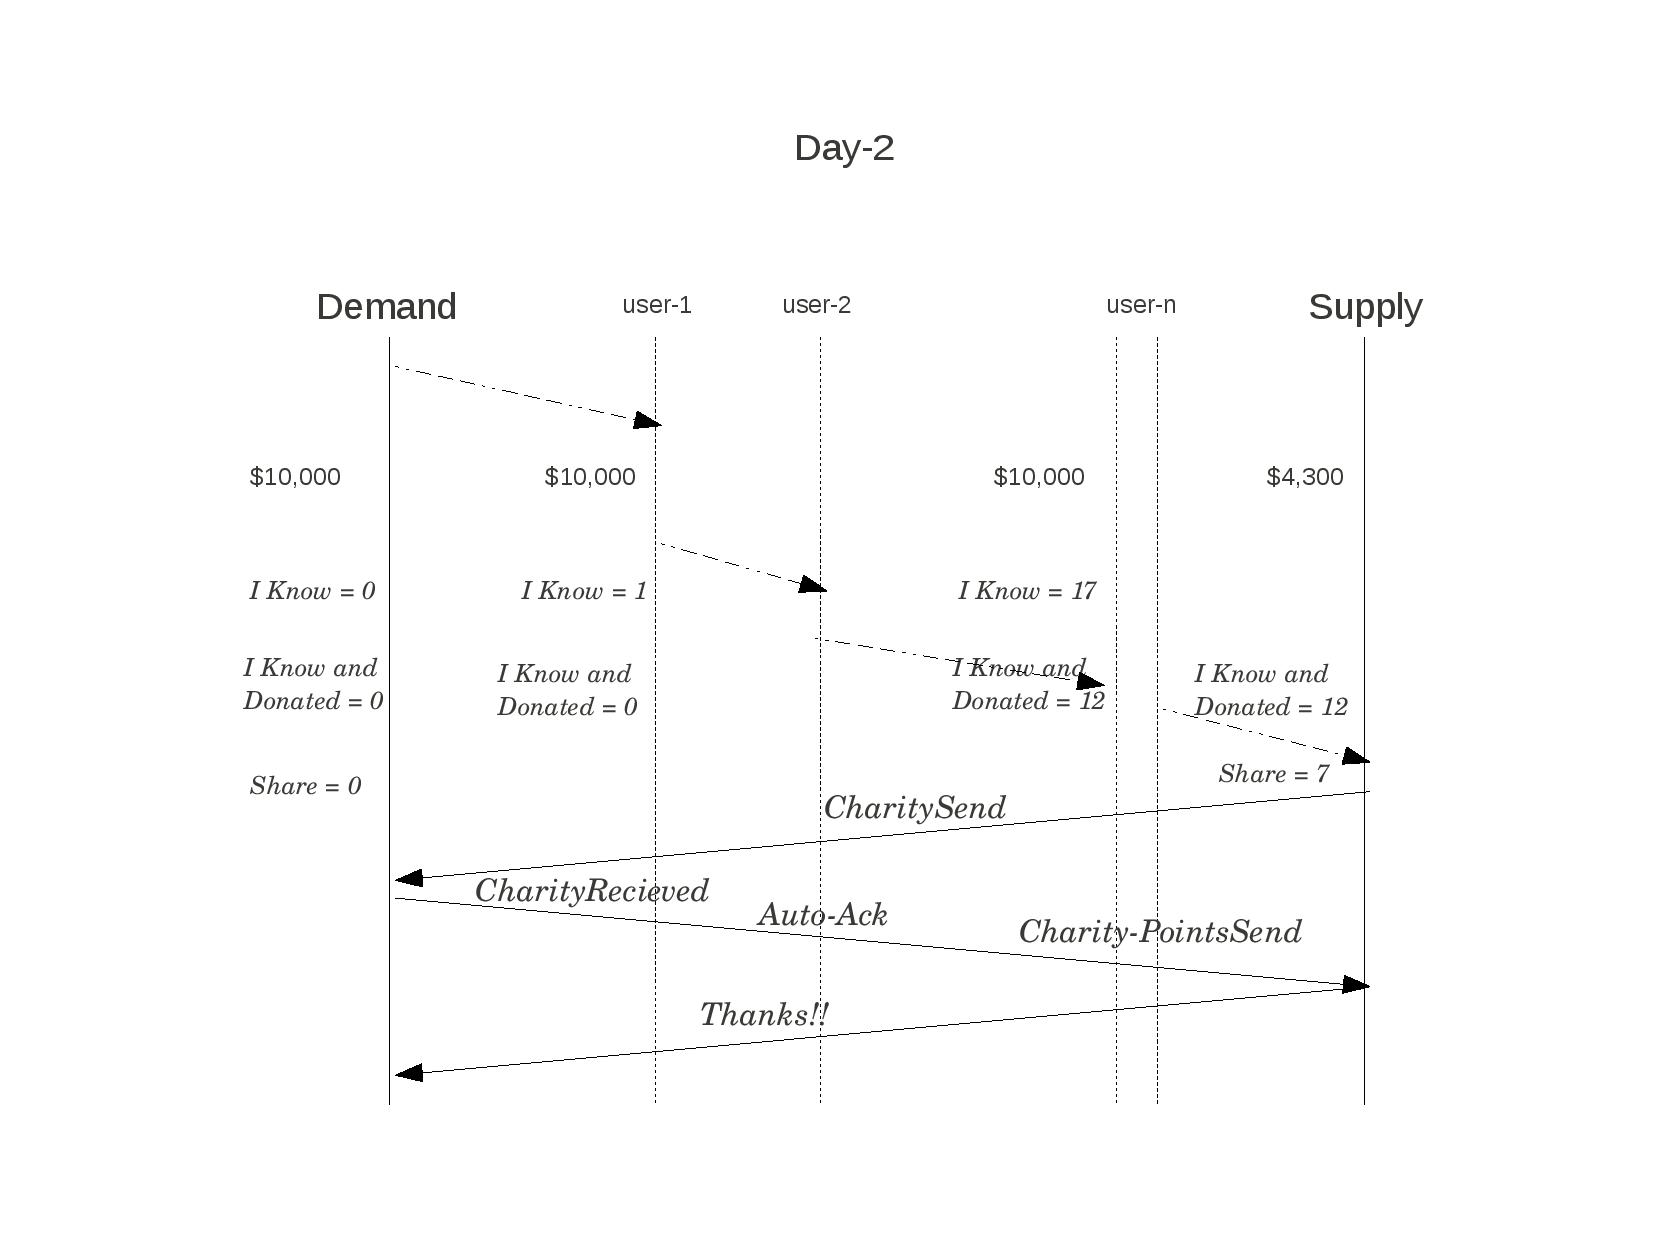 Day-2
Demand
user-1
user-2
user-n
Supply
$10,000
$10,000
$10,000
$4,300
I Know = 0
I Know = 1
I Know = 17
I Know and
Donated = 0
I Know and
Donated = 0
I Know and
Donated = 12
I Know and
Donated = 12
Share = 0
Share = 7
CharitySend
CharityRecieved
Auto-Ack
Charity-PointsSend
Thanks!!